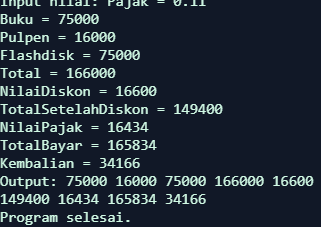 Input nilai: Pajak = 0.11
Buku = 75000
Pulpen = 16000
Flashdisk = 75000
Total = 166000
NilaiDiskon = 16600
TotalSetelahDiskon = 149400
NilaiPajak = 16434
TotalBayar = 165834
Kembalian = 34166
Output: 75000 16000 75000 166000 16600
149400 16434 165834 34166
Program selesai.